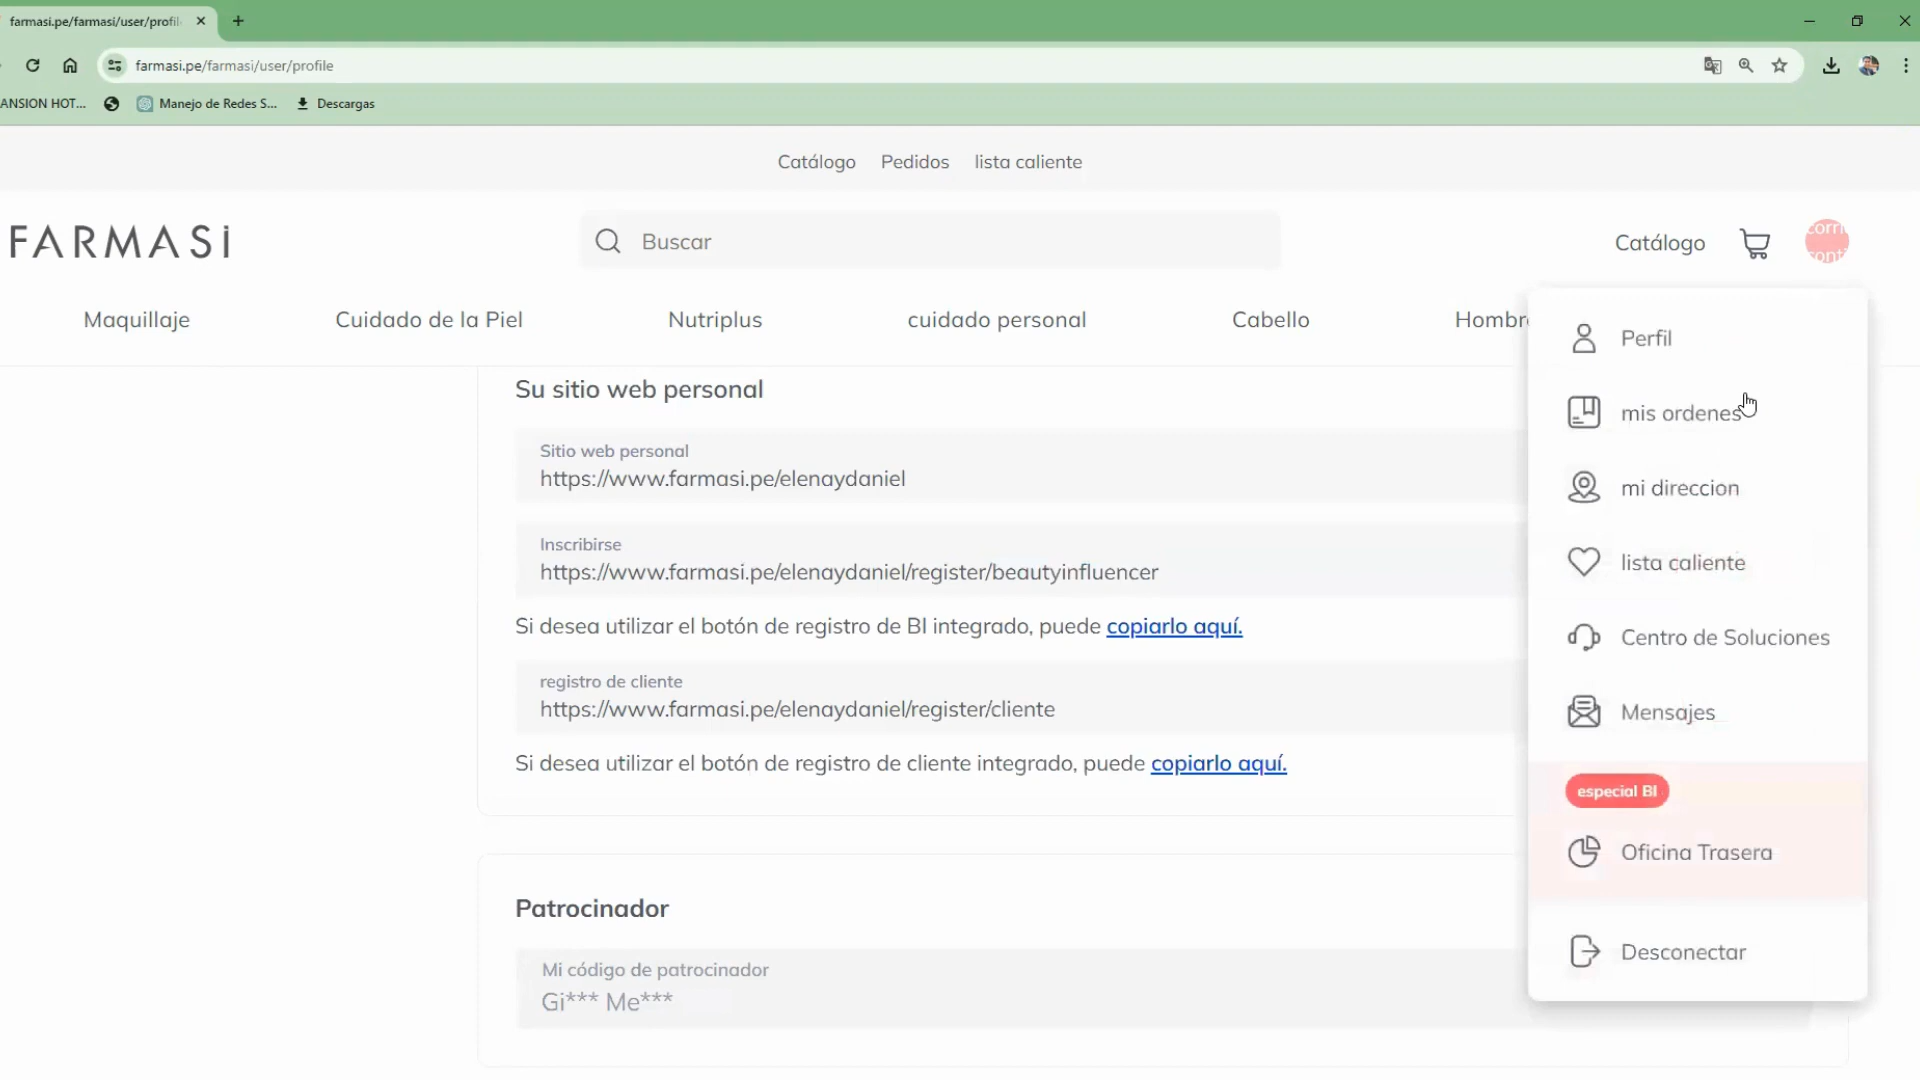 farmasi.pe/farmasi/user/profil
farmasi.pe/farmasi/user/profile
ANSION HOT...
Manejo de Redes S...
Descargas
Catálogo Pedidos lista caliente
FARMASi
Buscar
Catálogo
Maquillaje Cuidado de la Piel Nutriplus cuidado personal Cabello Hombre
Su sitio web personal
Sitio web personal
https://www.farmasi.pe/elenaydaniel
Inscribirse
https://www.farmasi.pe/elenaydaniel/register/beautyinfluencer
Si desea utilizar el botón de registro de BI integrado, puede copiarlo aquí.
registro de cliente
https://www.farmasi.pe/elenaydaniel/register/cliente
Si desea utilizar el botón de registro de cliente integrado, puede copiarlo aquí.
Patrocinador
Mi código de patrocinador
Gi*** Me***
Perfil
mis ordenes
mi direccion
lista caliente
Centro de Soluciones
Mensajes
especial BI
Oficina Trasera
Desconectar